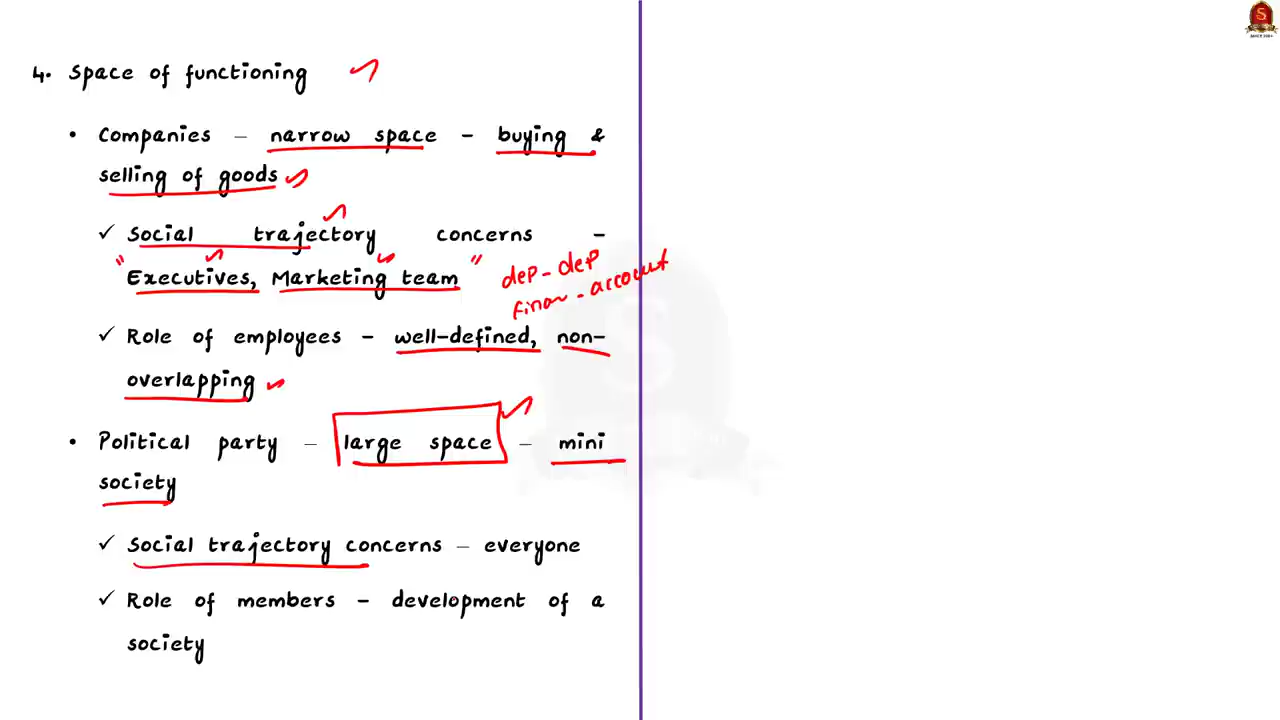 4. Space of functioning
• Companies – narrow space - buying &
selling of goods
✓ Social trajectory concerns -
" Executives, Marketing team "
dep - dep
finan - account
✓ Role of employees - well-defined, non-
overlapping
• Political party – large space – mini
society
✓ Social trajectory concerns – everyone
✓ Role of members - development of a
society
S